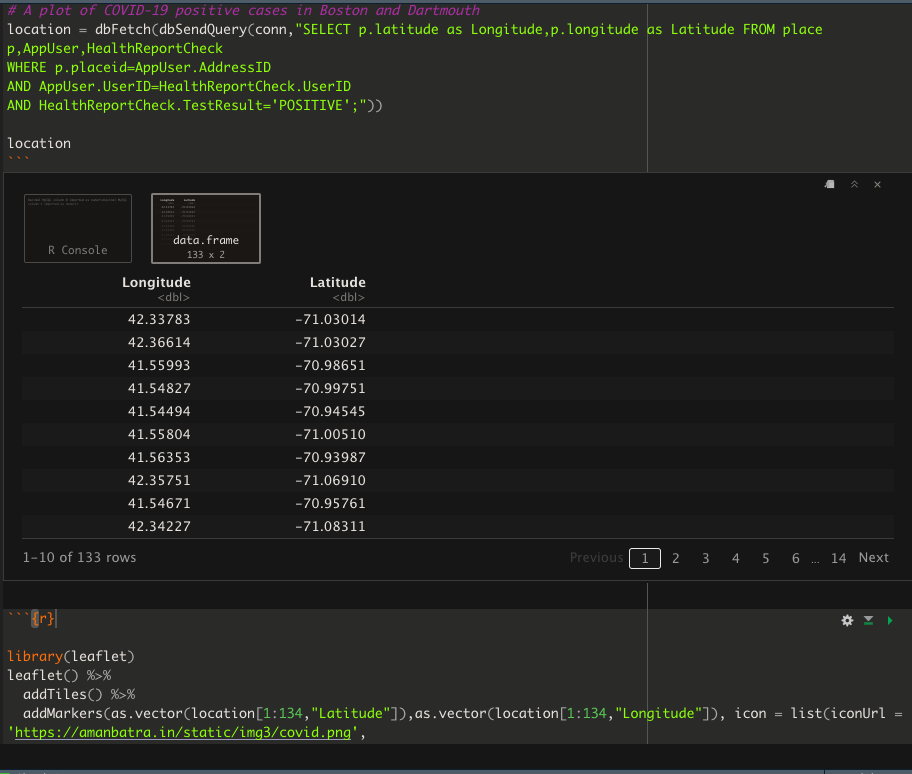 # A plot of COVID-19 positive cases in Boston and Dartmouth
location = dbFetch(dbSendQuery(conn,"SELECT p.latitude as Longitude,p.longitude as Latitude FROM place
p,AppUser,HealthReportCheck
WHERE p.placeid=AppUser.AddressID
AND AppUser.UserID=HealthReportCheck.UserID
AND HealthReportCheck.TestResult='POSITIVE';"))
location
```
R Console
data.frame
133 x 2
Longitude Latitude
<dbl> <dbl>
42.33783 -71.03014
42.36614 -71.03027
41.55993 -70.98651
41.54827 -70.99751
41.54494 -70.94545
41.55804 -71.00510
41.56353 -70.93987
42.35751 -71.06910
41.54671 -70.95761
42.34227 -71.08311
1-10 of 133 rows Previous 1 2 3 4 5 6 ... 14 Next
```{r}
library(leaflet)
leaflet() %>%
addTiles() %>%
addMarkers(as.vector(location[1:134,"Latitude"]),as.vector(location[1:134,"Longitude"]), icon = list(iconUrl =
'https://amanbatra.in/static/img3/covid.png',